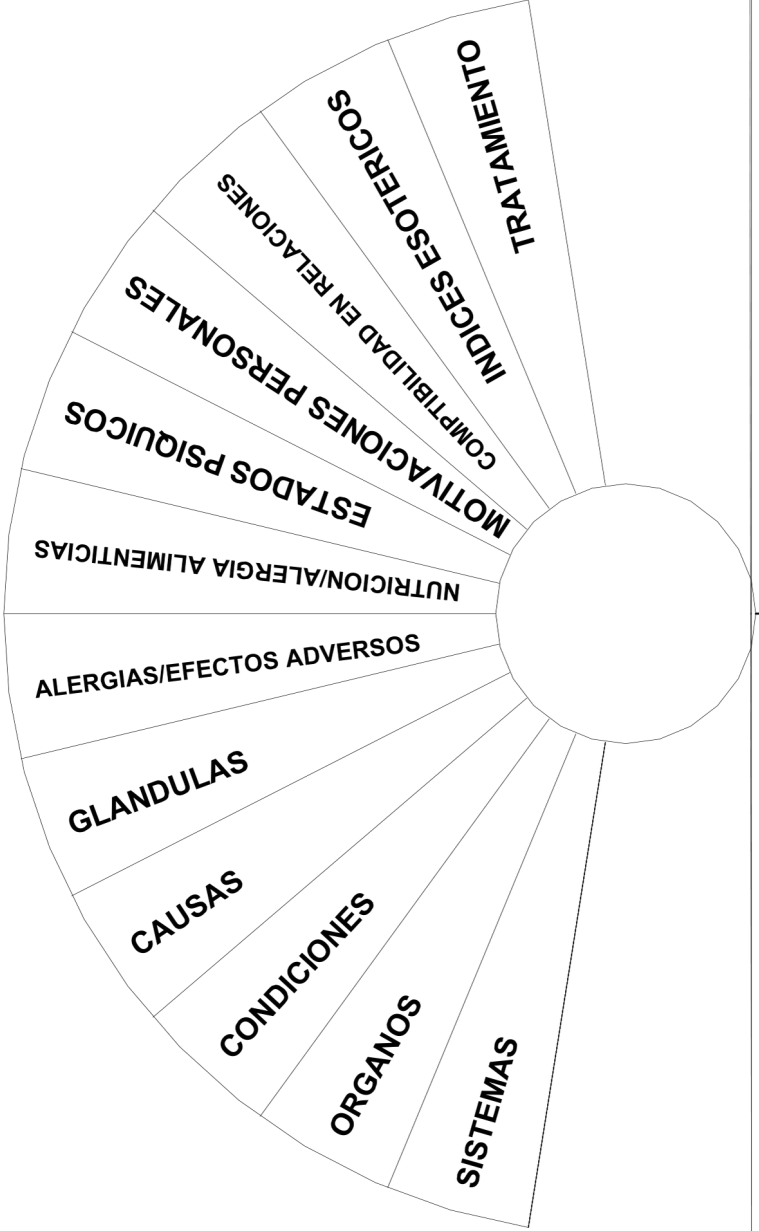 TRATAMIENTO
INDICES ESOTERICOS
COMPTIBILIDAD EN RELACIONES
MOTIVACIONES PERSONALES
ESTADOS PSIQUICOS
NUTRICION/ALERGIA ALIMENTICIAS
ALERGIAS/EFECTOS ADVERSOS
GLANDULAS
CAUSAS
CONDICIONES
ORGANOS
SISTEMAS